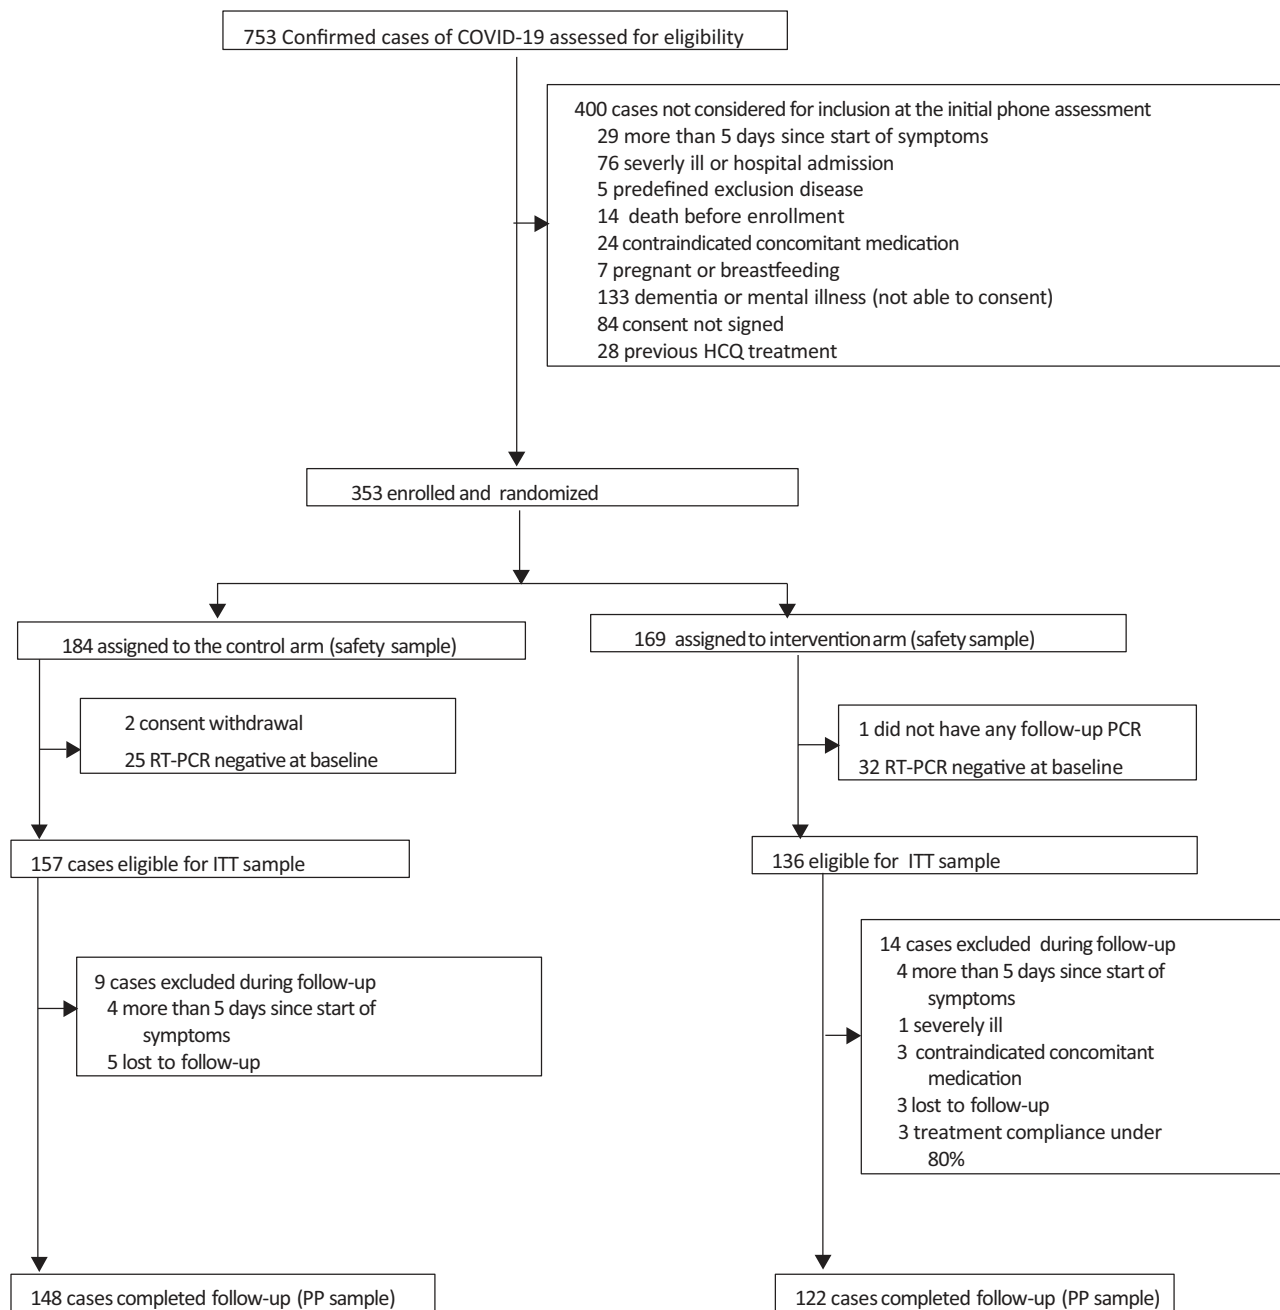 753 Confirmed cases of COVID-19 assessed for eligibility
400 cases not considered for inclusion at the initial phone assessment
29 more than 5 days since start of symptoms
76 severly ill or hospital admission
5 predefined exclusion disease
14 death before enrollment
24 contraindicated concomitant medication
7 pregnant or breastfeeding
133 dementia or mental illness (not able to consent)
84 consent not signed
28 previous HCQ treatment
353 enrolled and randomized
184 assigned to the control arm (safety sample)
169 assigned to intervention arm (safety sample)
2 consent withdrawal
25 RT-PCR negative at baseline
1 did not have any follow-up PCR
32 RT-PCR negative at baseline
157 cases eligible for ITT sample
136 eligible for ITT sample
9 cases excluded during follow-up
4 more than 5 days since start of
symptoms
5 lost to follow-up
14 cases excluded during follow-up
4 more than 5 days since start of
symptoms
1 severely ill
3 contraindicated concomitant
medication
3 lost to follow-up
3 treatment compliance under
80%
148 cases completed follow-up (PP sample)
122 cases completed follow-up (PP sample)